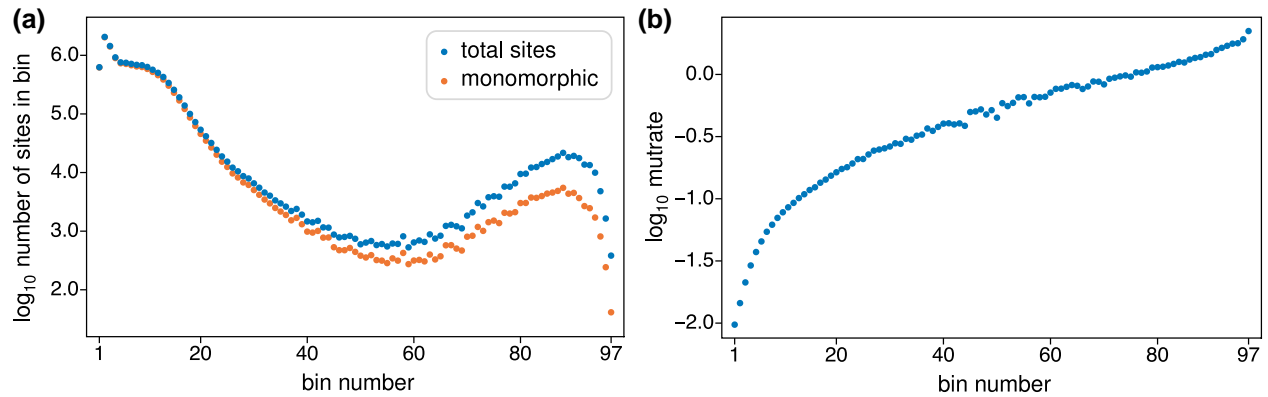 (a)
log10 number of sites in bin
6.0
5.0
4.0
3.0
2.0
total sites
monomorphic
1
20
40
60
80
97
bin number
(b)
log10 mutrate
0.0
−0.5
−1.0
−1.5
−2.0
1
20
40
60
80
97
bin number